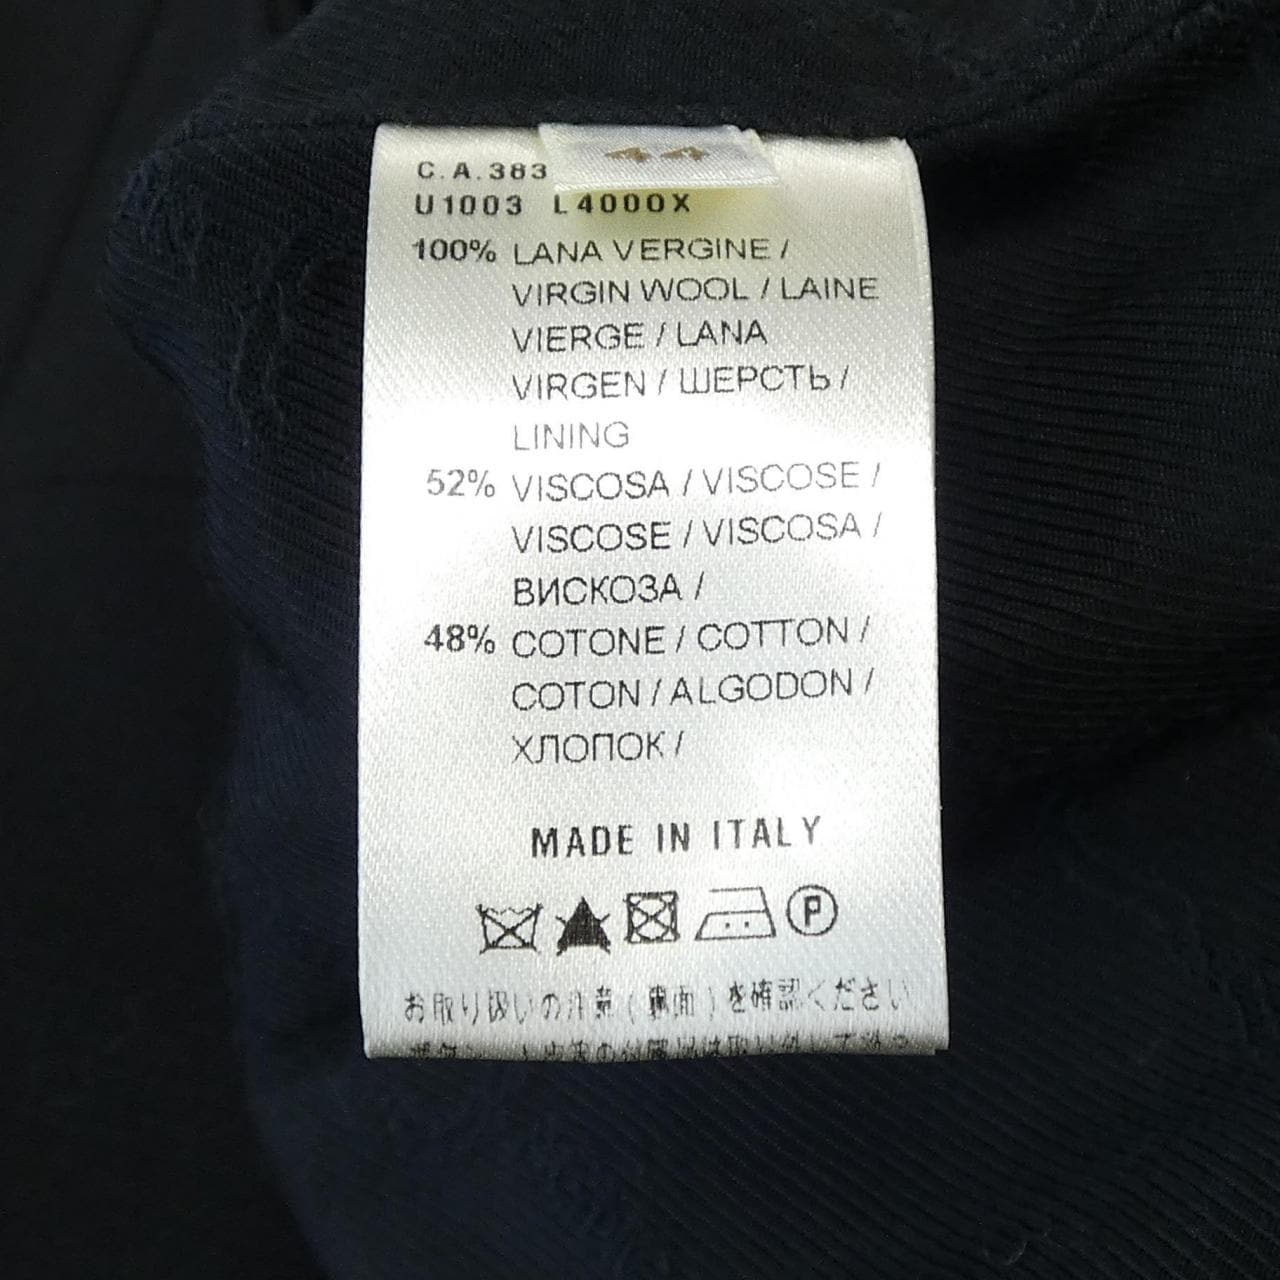 44
C.A.383
U1003 L4000X
100% LANA VERGINE /
VIRGIN WOOL / LAINE
VIERGE / LANA
VIRGEN / ШЕРСТЬ /
LINING
52% VISCOSA / VISCOSE /
VISCOSE / VISCOSA /
ВИСКОЗА /
48% COTONE / COTTON /
COTON / ALGODON /
ХЛОПОК /
MADE IN ITALY
P
お取り扱いの注意(裏面)を確認ください